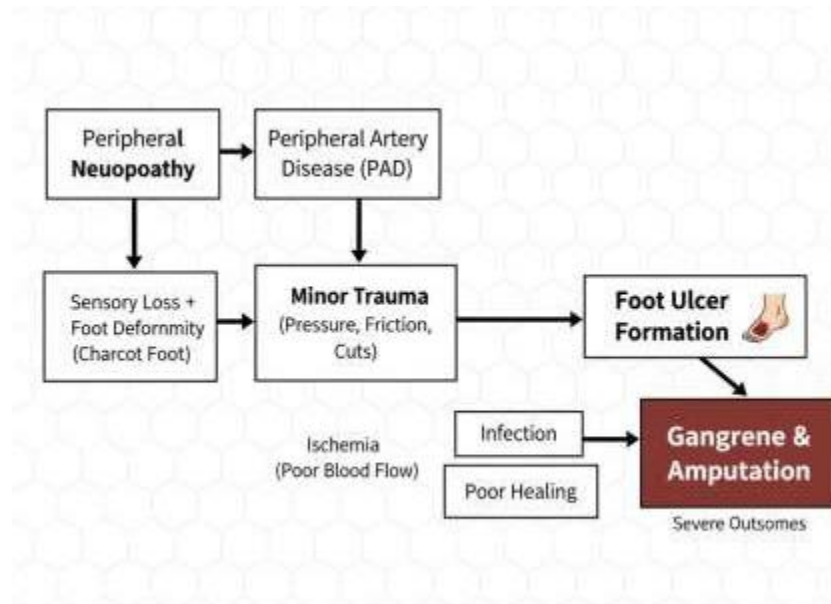 Peripheral
Neuopoathy
Peripheral Artery
Disease (PAD)
Sensory Loss +
Foot Defornmity
(Charcot Foot)
Minor Trauma
(Pressure, Friction,
Cuts)
Foot Ulcer
Formation
Ischemia
(Poor Blood Flow)
Infection
Poor Healing
Gangrene &
Amputation
Severe Outcomes